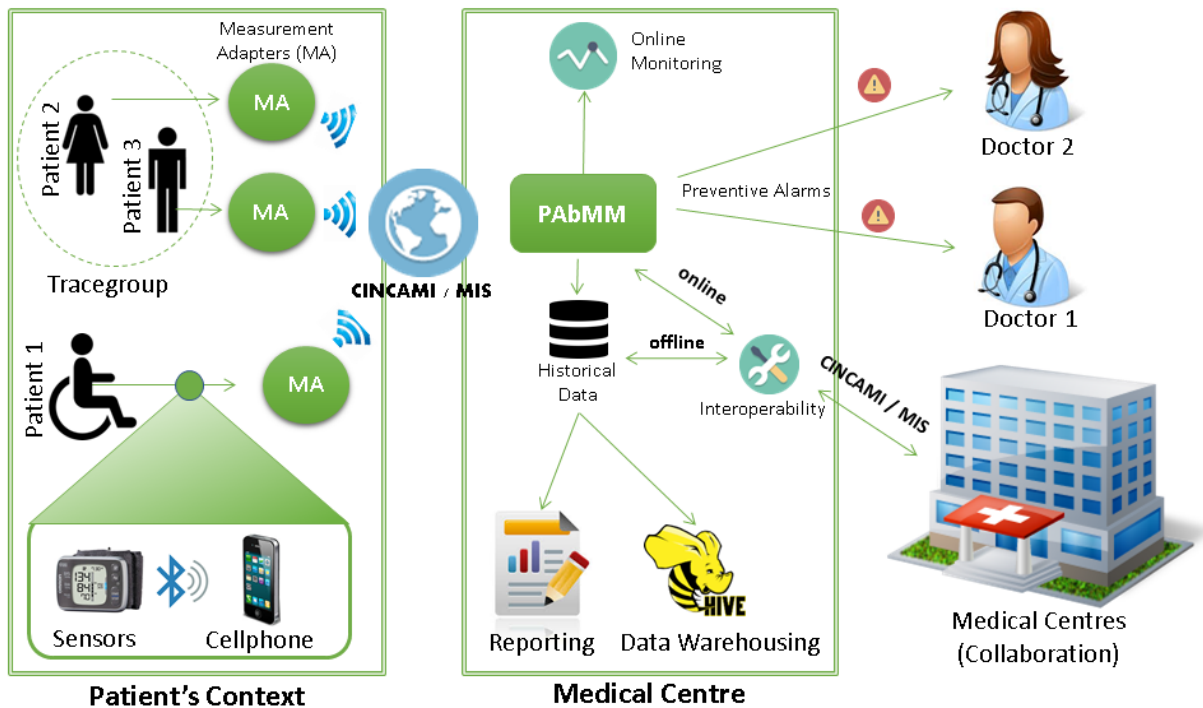 Measurement
Adapters (MA)
MA
Patient 2
Patient 3
MA
Tracegroup
Patient 1
MA
Sensors
Cellphone
Patient's Context
CINCAMI / MIS
Online
Monitoring
PAbMM
Preventive Alarms
online
offline
Historical
Data
Interoperability
CINCAMI / MIS
Reporting
HIVE
Data Warehousing
Medical Centre
Doctor 2
Doctor 1
Medical Centres
(Collaboration)
134
84
70